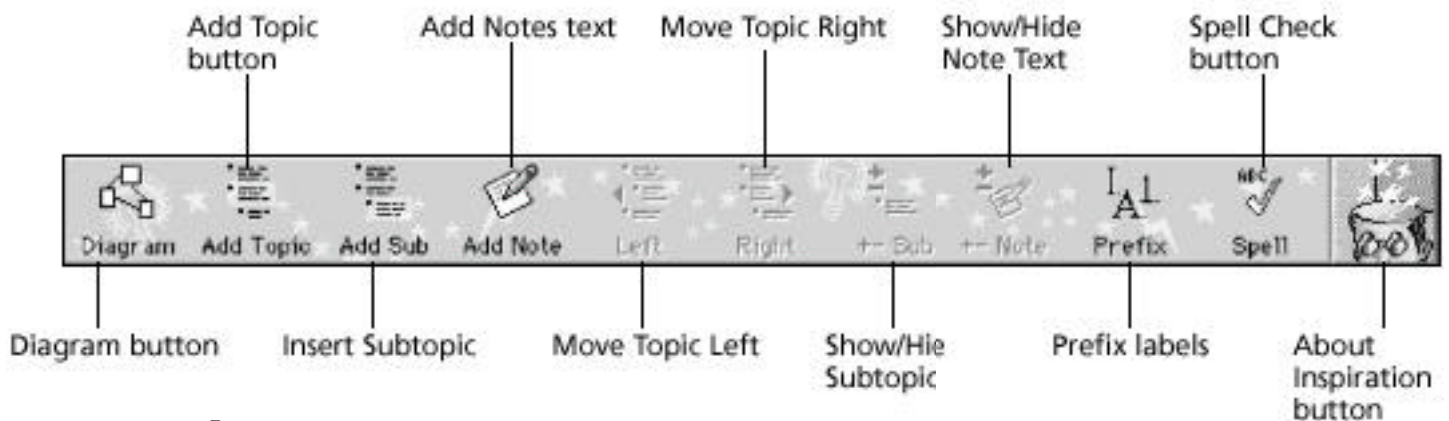 Add Topic
button
Add Notes text
Move Topic Right
Show/Hide
Note Text
Spell Check
button
ABC
Diagram
Add Topic
Add Sub
Add Note
Left
Right
+- Sub
+- Note
Prefix
Spell
Diagram button
Insert Subtopic
Move Topic Left
Show/Hie
Subtopic
Prefix labels
About
Inspiration
button